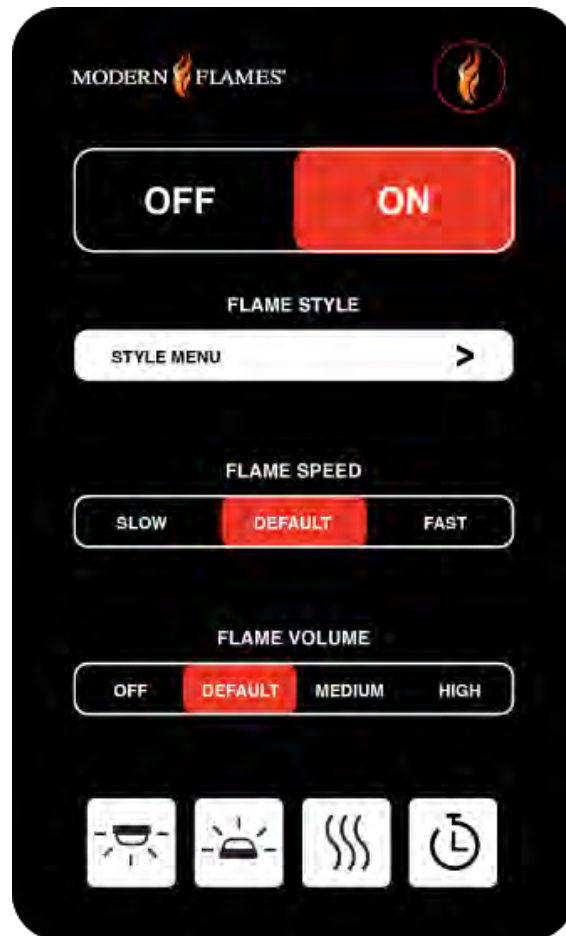 MODERN FLAMES®
OFF ON
FLAME STYLE
STYLE MENU >
FLAME SPEED
SLOW DEFAULT FAST
FLAME VOLUME
OFF DEFAULT MEDIUM HIGH